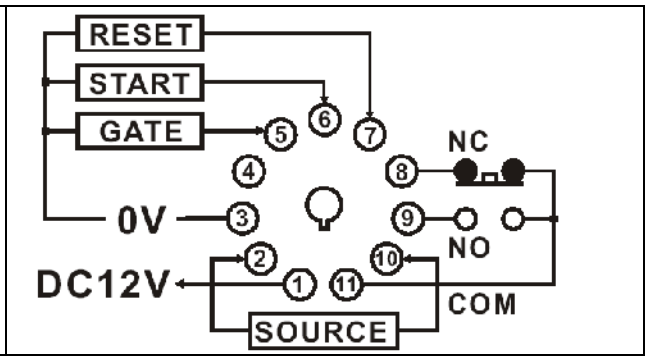 RESET
START
GATE
6
5
7
NC
4
8
0V
3
9
NO
2
10
DC12V
1
11
COM
SOURCE